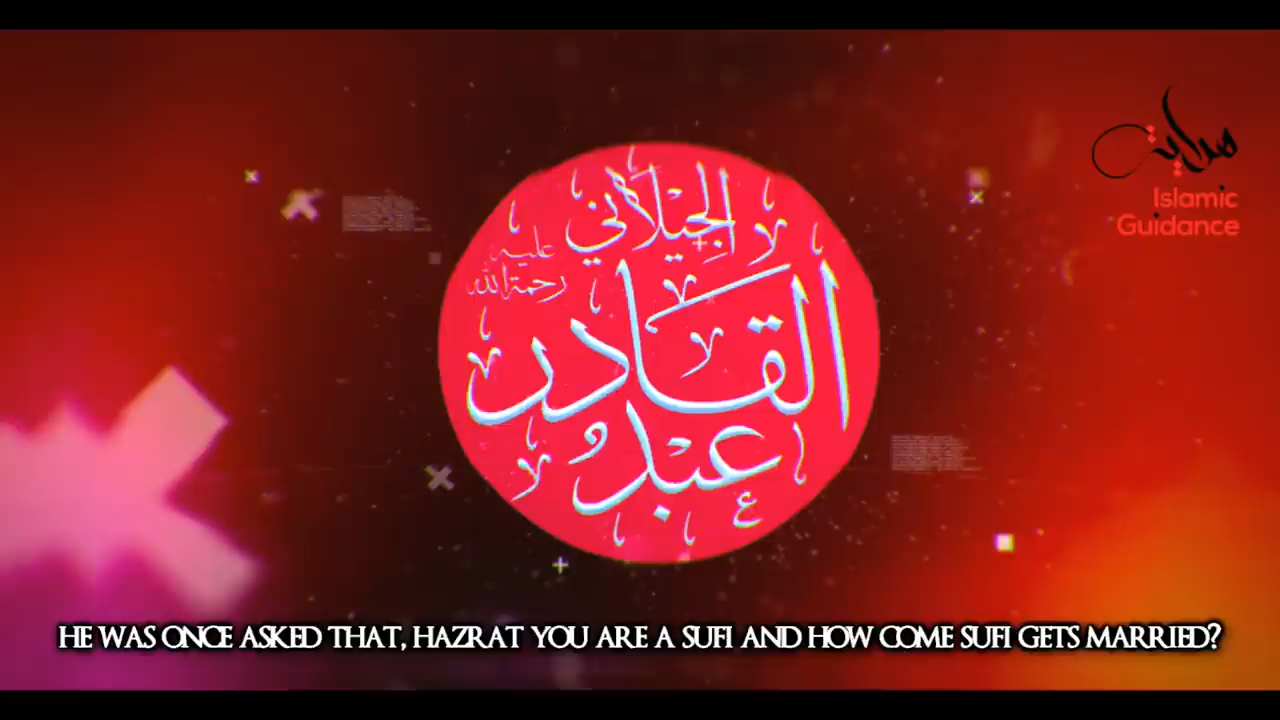 هداية
Islamic
Guidance
الجيلاني
عليه
رحمة الله
القادر
عبد
HE WAS ONCE ASKED THAT, HAZRAT YOU ARE A SUFI AND HOW COME SUFI GETS MARRIED?